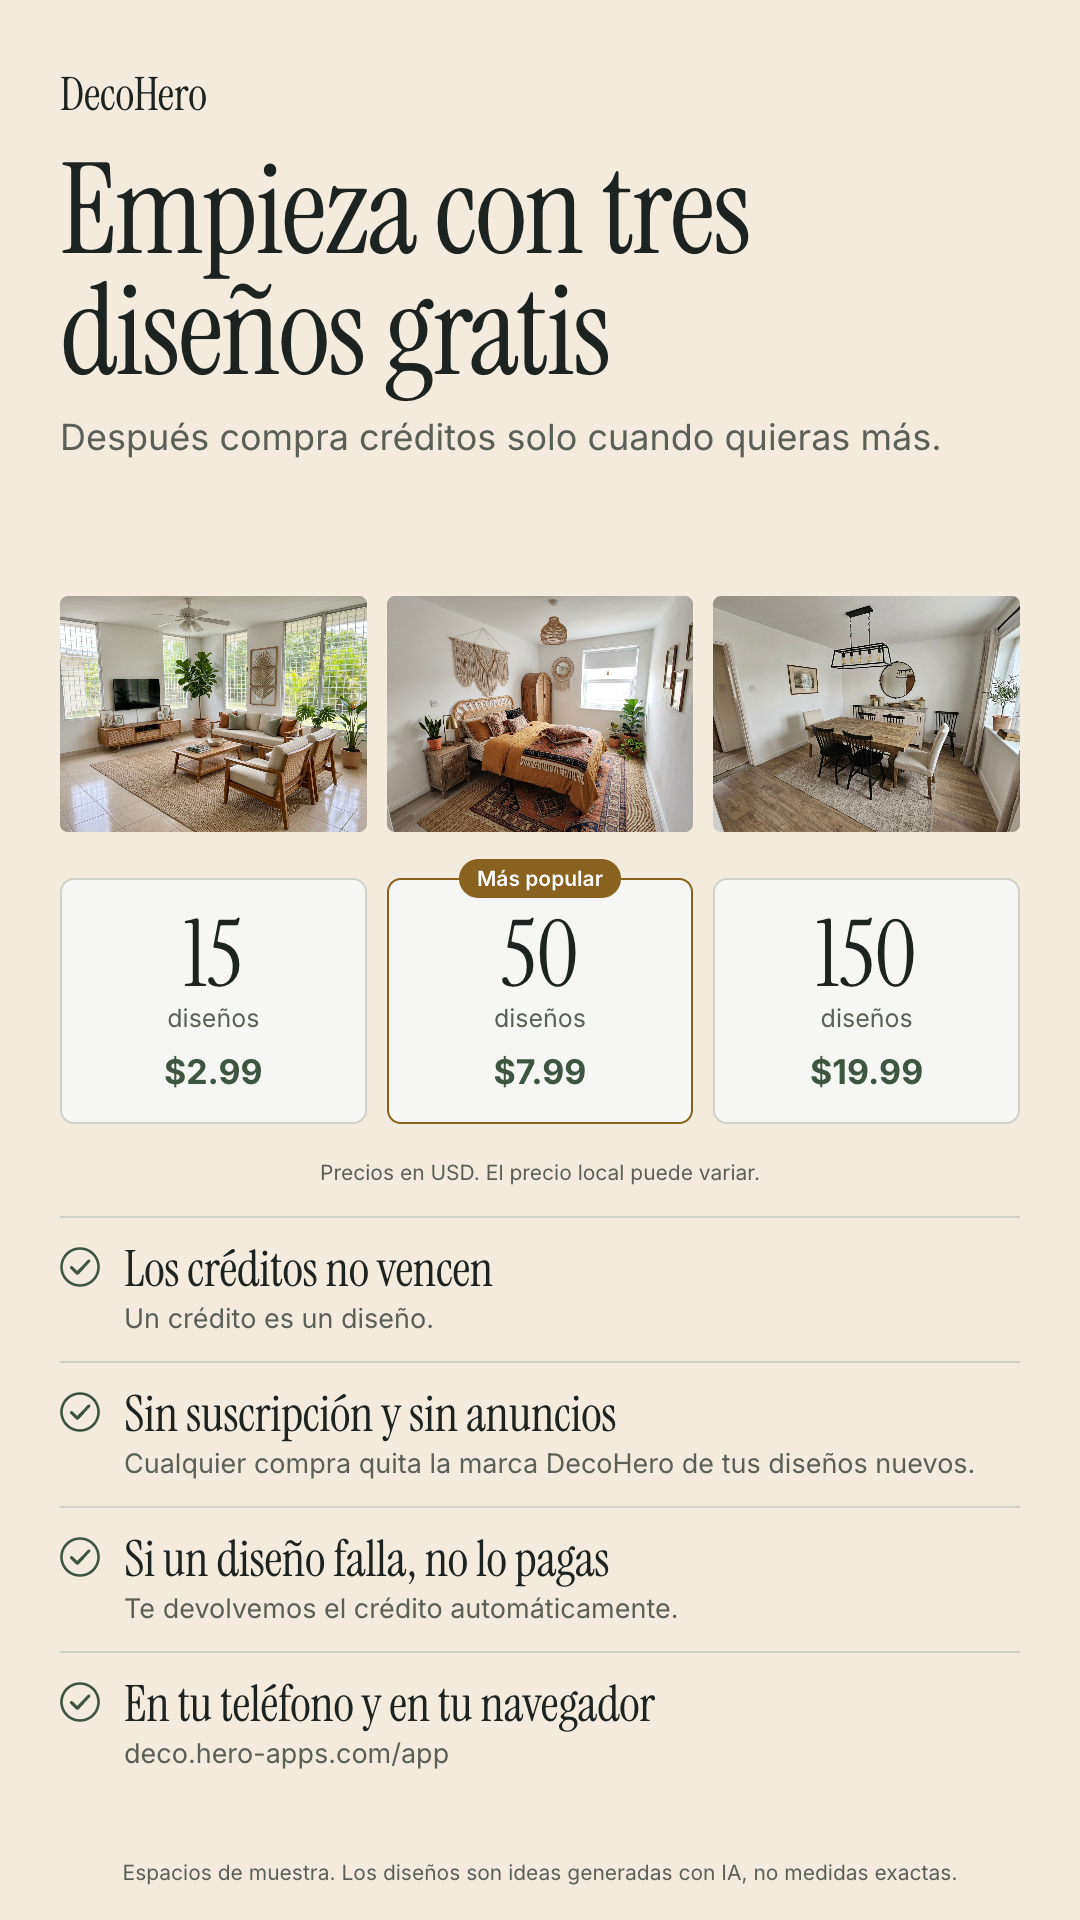 DecoHero
Empieza con tres
diseños gratis
Después compra créditos solo cuando quieras más.
Más popular
15
diseños
$2.99
50
diseños
$7.99
150
diseños
$19.99
Precios en USD. El precio local puede variar.
Los créditos no vencen
Un crédito es un diseño.
Sin suscripción y sin anuncios
Cualquier compra quita la marca DecoHero de tus diseños nuevos.
Si un diseño falla, no lo pagas
Te devolvemos el crédito automáticamente.
En tu teléfono y en tu navegador
deco.hero-apps.com/app
Espacios de muestra. Los diseños son ideas generadas con IA, no medidas exactas.